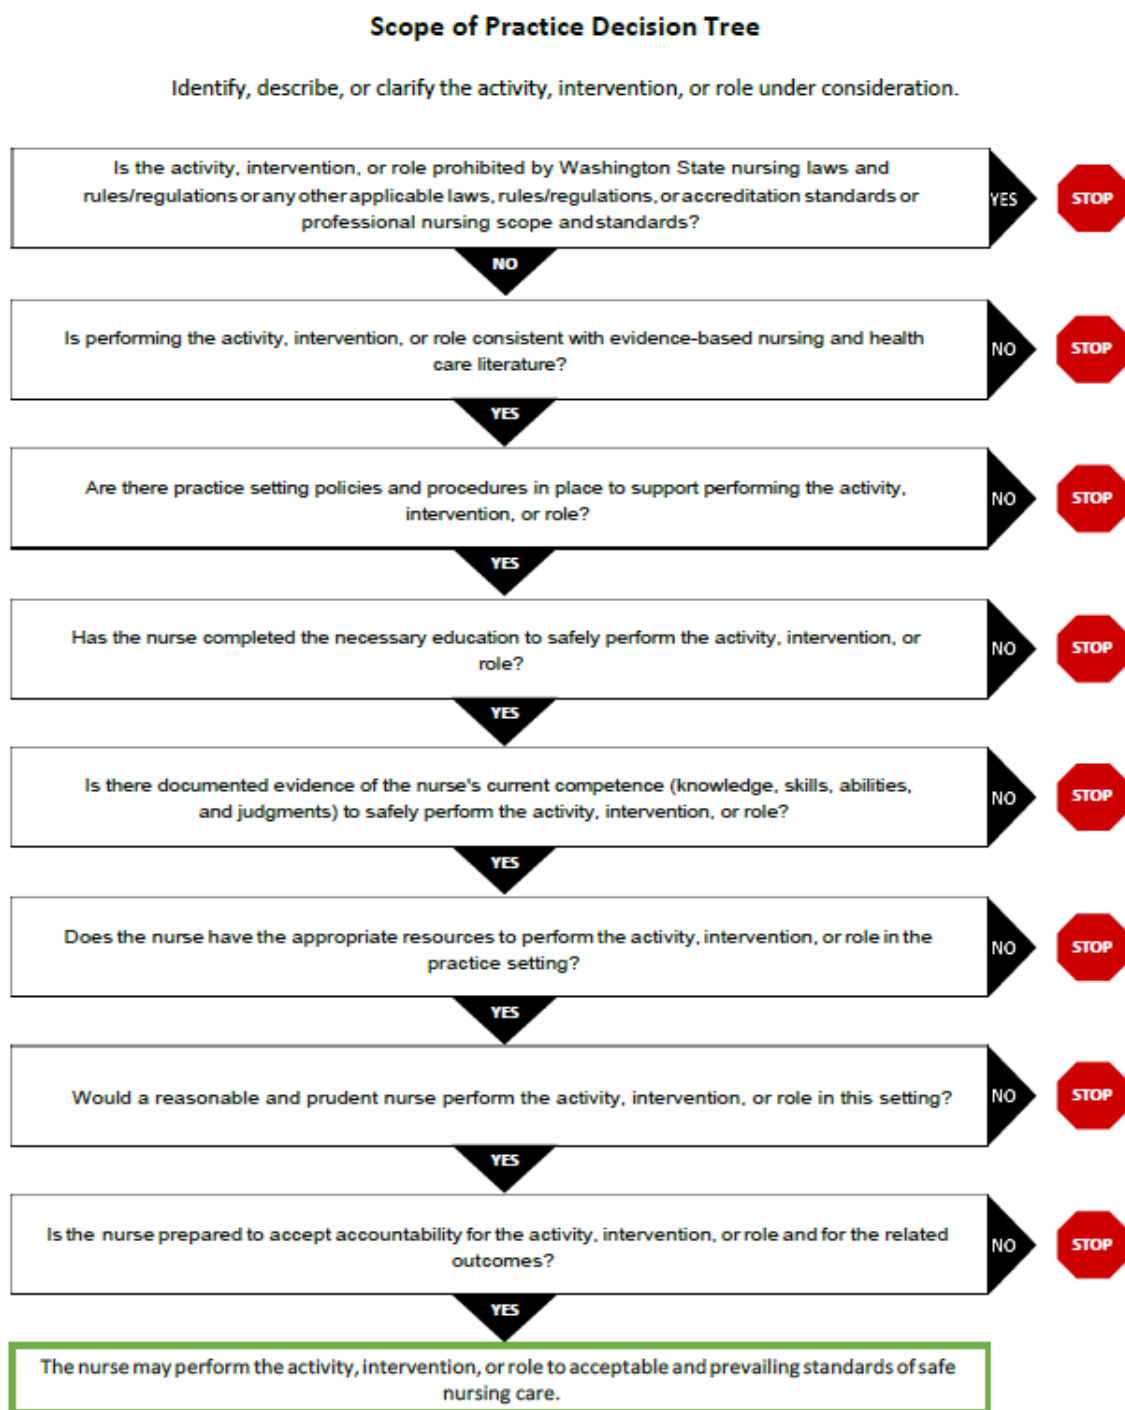 Scope of Practice Decision Tree
Identify, describe, or clarify the activity, intervention, or role under consideration.
Is the activity, intervention, or role prohibited by Washington State nursing laws and
rules/regulations or any other applicable laws, rules/regulations, or accreditation standards or
professional nursing scope and standards?
YES
STOP
NO
Is performing the activity, intervention, or role consistent with evidence-based nursing and health
care literature?
NO
STOP
YES
Are there practice setting policies and procedures in place to support performing the activity,
intervention, or role?
NO
STOP
YES
Has the nurse completed the necessary education to safely perform the activity, intervention, or
role?
NO
STOP
YES
Is there documented evidence of the nurse's current competence (knowledge, skills, abilities,
and judgments) to safely perform the activity, intervention, or role?
NO
STOP
YES
Does the nurse have the appropriate resources to perform the activity, intervention, or role in the
practice setting?
NO
STOP
YES
Would a reasonable and prudent nurse perform the activity, intervention, or role in this setting?
NO
STOP
YES
Is the nurse prepared to accept accountability for the activity, intervention, or role and for the related
outcomes?
NO
STOP
YES
The nurse may perform the activity, intervention, or role to acceptable and prevailing standards of safe
nursing care.